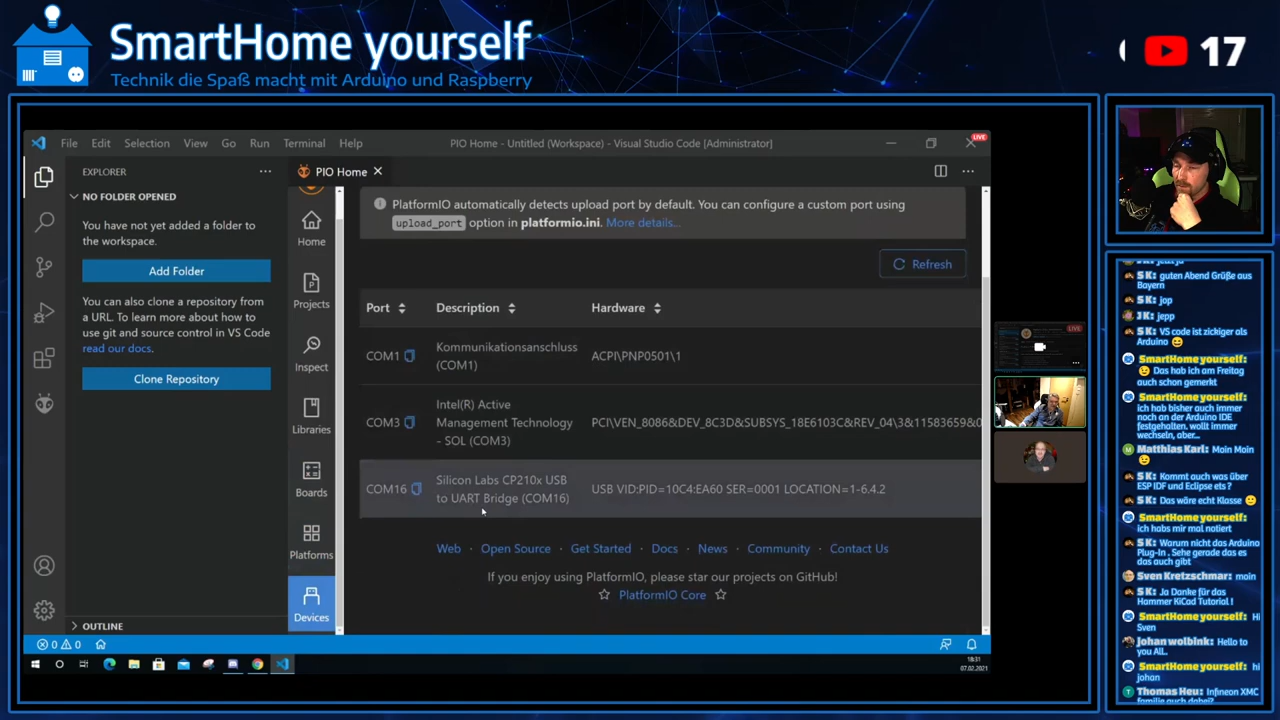 SmartHome yourself
Technik die Spaß macht mit Arduino und Raspberry
17
File Edit Selection View Go Run Terminal Help
PIO Home - Untitled (Workspace) - Visual Studio Code [Administrator]
LIVE
EXPLORER
PIO Home
NO FOLDER OPENED
You have not yet added a folder to
the workspace.
Add Folder
You can also clone a repository from
a URL. To learn more about how to
use git and source control in VS Code
read our docs.
Clone Repository
OUTLINE
Home
Projects
Inspect
Libraries
Boards
Platforms
Devices
PlatformIO automatically detects upload port by default. You can configure a custom port using
upload_port option in platformio.ini. More details...
Refresh
Port Description Hardware
COM1 Kommunikationsanschluss
(COM1) ACPI\PNP0501\1
COM3 Intel(R) Active
Management Technology
- SOL (COM3) PCI\VEN_8086&DEV_8C3D&SUBSYS_18E6103C&REV_04\3&11583659&0
COM16 Silicon Labs CP210x USB
to UART Bridge (COM16) USB VID:PID=10C4:EA60 SER=0001 LOCATION=1-6.4.2
Web · Open Source · Get Started · Docs · News · Community · Contact Us
If you enjoy using PlatformIO, please star our projects on GitHub!
PlatformIO Core
0 0
18:31
07.02.2021
LIVE
S K: guten Abend Grüße aus
Bayern
S K: jop
J K: jepp
S K: VS code ist zickiger als
Arduino
SmartHome yourself:
Das hab ich am Freitag
auch schon gemerkt
SmartHome yourself:
ich hab bisher auch immer
noch an der Arduino IDE
festgehalten. wollt immer
wechseln, aber...
Matthias Karl: Moin Moin
S K: Kommt auch was über
ESP IDF und Eclipse ets ?
S K: Das wäre echt Klasse
SmartHome yourself:
ich habs mir mal notiert
S K: Warum nicht das Arduino
Plug-In . Sehe gerade das es
das auch gibt
Sven Kretzschmar: moin
S K: Ja Danke für das
Hammer KiCad Tutorial !
SmartHome yourself: Hi
Sven
johan wolbink: Hello to
you All..
SmartHome yourself: hi
johan
Thomas Heu: Infineon XMC
familie auch dabei?